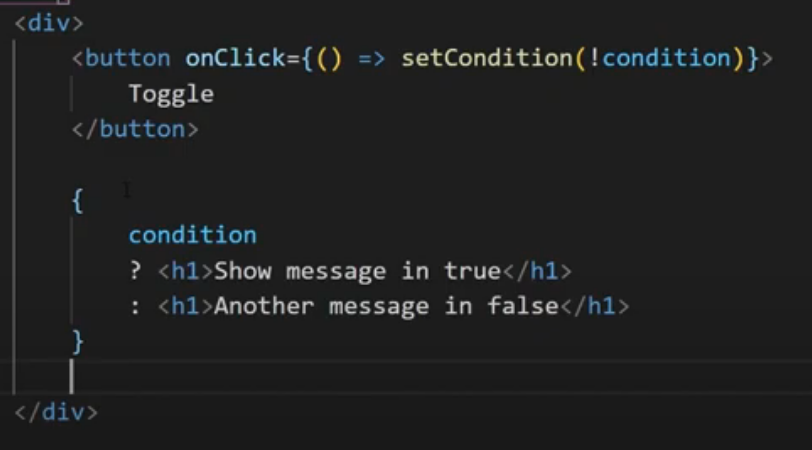 <div>
<button onClick={() => setCondition(!condition)}>
Toggle
</button>
{
condition
? <h1>Show message in true</h1>
: <h1>Another message in false</h1>
}
</div>